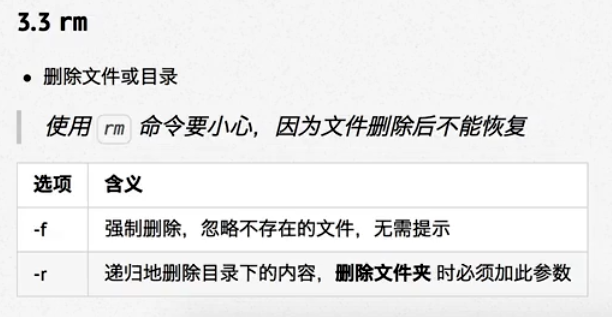 3.3 rm
• 删除文件或目录
使用 rm 命令要小心，因为文件删除后不能恢复
选项 含义
-f 强制删除，忽略不存在的文件，无需提示
-r 递归地删除目录下的内容，删除文件夹 时必须加此参数